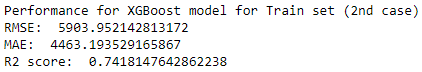 Performance for XGBoost model for Train set (2nd case)
RMSE:  5903.952142813172
MAE:  4463.193529165867
R2 score:  0.7418147642862238